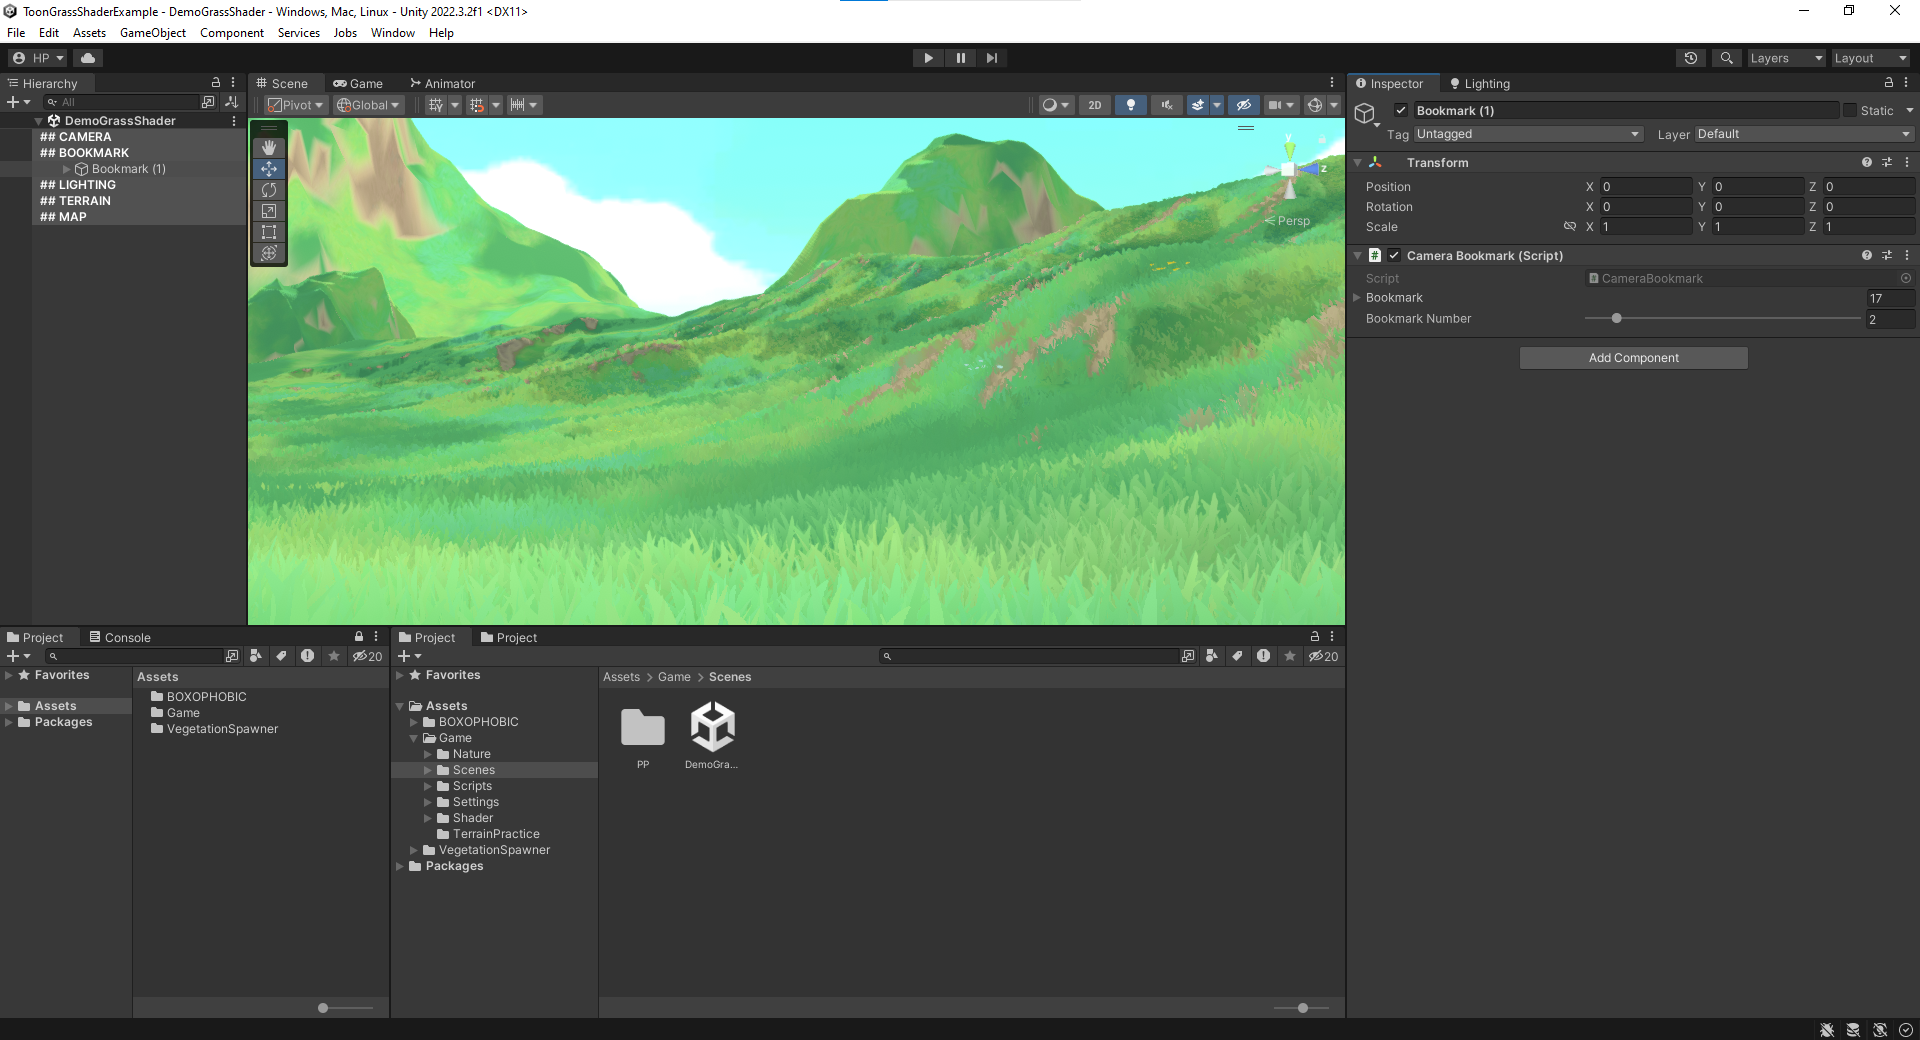 ToonGrassShaderExample - DemoGrassShader - Windows, Mac, Linux - Unity 2022.3.2f1 <DX11>
File Edit Assets GameObject Component Services Jobs Window Help
HP Layers Layout
Hierarchy
All
DemoGrassShader
## CAMERA
## BOOKMARK
Bookmark (1)
## LIGHTING
## TERRAIN
## MAP
Scene Game Animator
Pivot Global 2D
y
z
Persp
Inspector Lighting
Bookmark (1) Static
Tag Untagged Layer Default
Transform
Position X 0 Y 0 Z 0
Rotation X 0 Y 0 Z 0
Scale X 1 Y 1 Z 1
Camera Bookmark (Script)
Script CameraBookmark
Bookmark 17
Bookmark Number 2
Add Component
Project Console
20
Favorites
Assets
Packages
Assets
BOXOPHOBIC
Game
VegetationSpawner
Project Project
20
Favorites
Assets
BOXOPHOBIC
Game
Nature
Scenes
Scripts
Settings
Shader
TerrainPractice
VegetationSpawner
Packages
Assets > Game > Scenes
PP DemoGra...